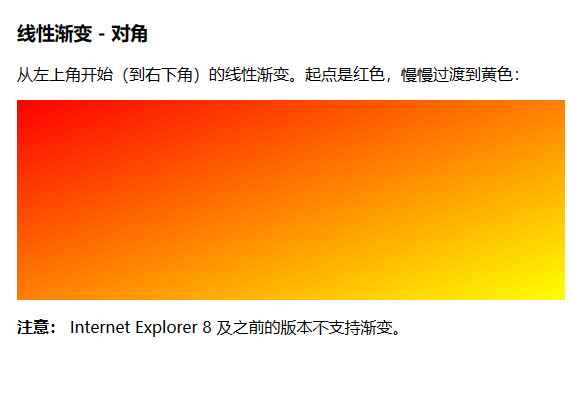 线性渐变 - 对角
从左上角开始（到右下角）的线性渐变。起点是红色，慢慢过渡到黄色：
注意： Internet Explorer 8 及之前的版本不支持渐变。